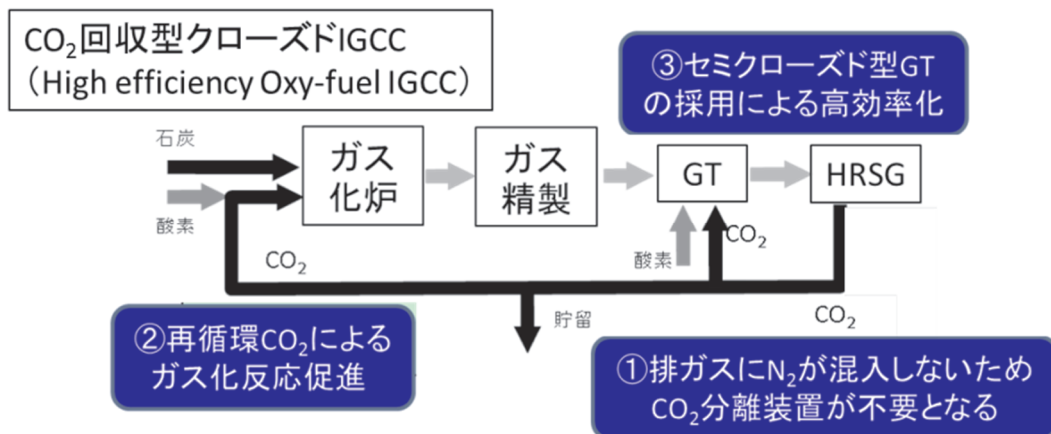 CO₂回収型クローズドIGCC
（High efficiency Oxy-fuel IGCC）
③セミクローズド型GT
の採用による高効率化
石炭
酸素
ガス
化炉
ガス
精製
GT
HRSG
酸素
CO₂
CO₂
貯留
CO₂
②再循環CO₂による
ガス化反応促進
①排ガスにN₂が混入しないため
CO₂分離装置が不要となる